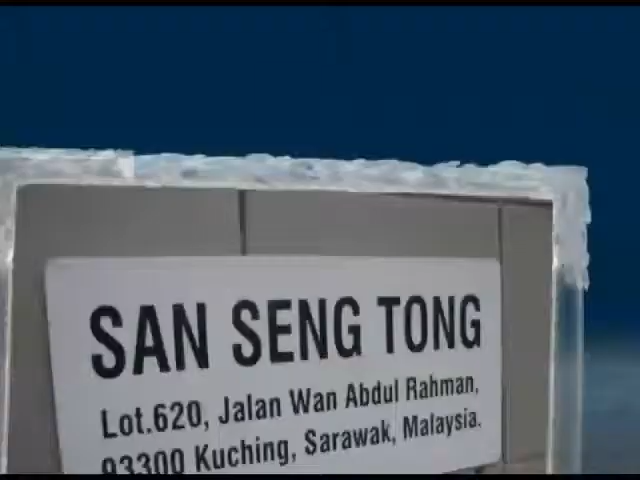 SAN SENG TONG
Lot.620, Jalan Wan Abdul Rahman,
93300 Kuching, Sarawak, Malaysia.